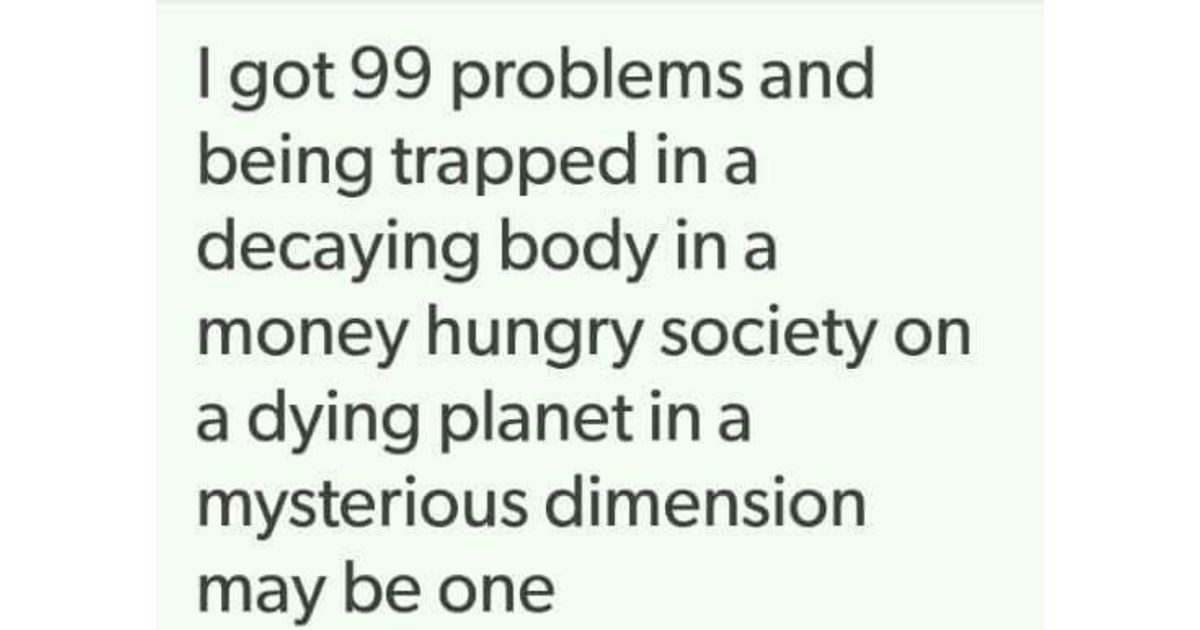 I got 99 problems and
being trapped in a
decaying body in a
money hungry society on
a dying planet in a
mysterious dimension
may be one